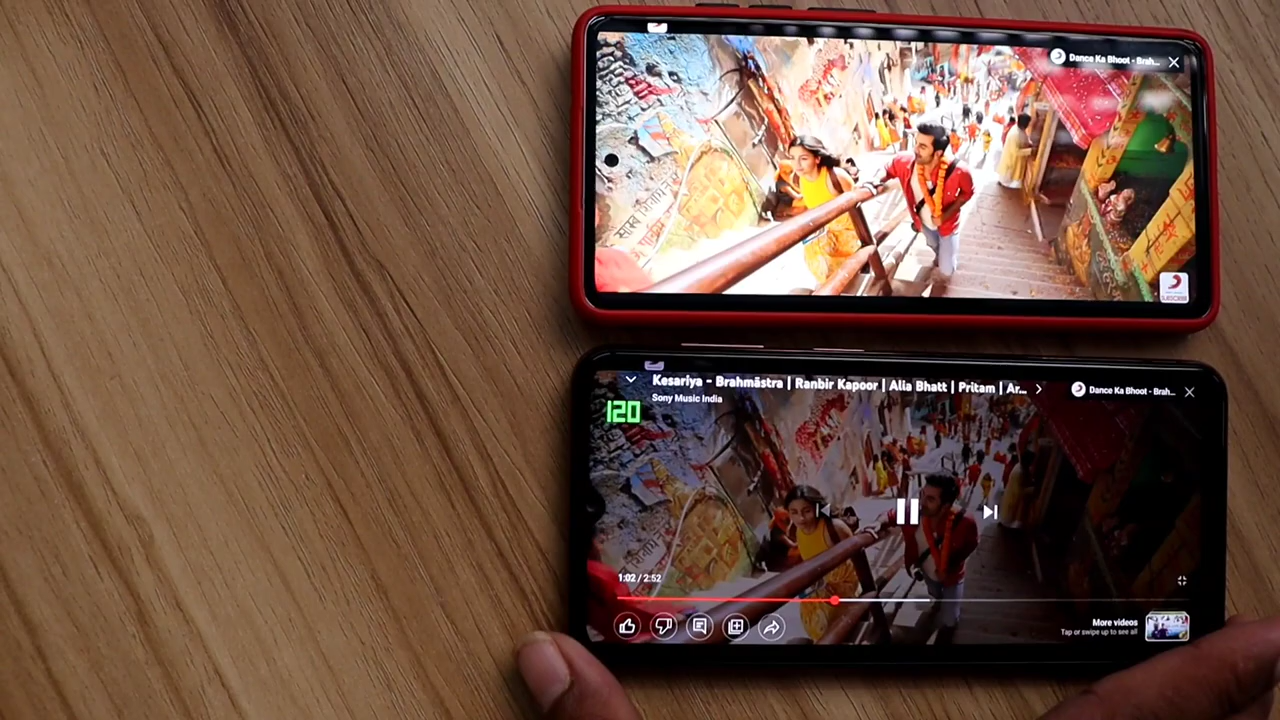 Dance Ka Bhoot - Brah...
Kesariya - Brahmāstra | Ranbir Kapoor | Alia Bhatt | Pritam | Ar...
Sony Music India
Dance Ka Bhoot - Brah...
120
1:02 / 2:52
More videos
Tap or swipe up to see all